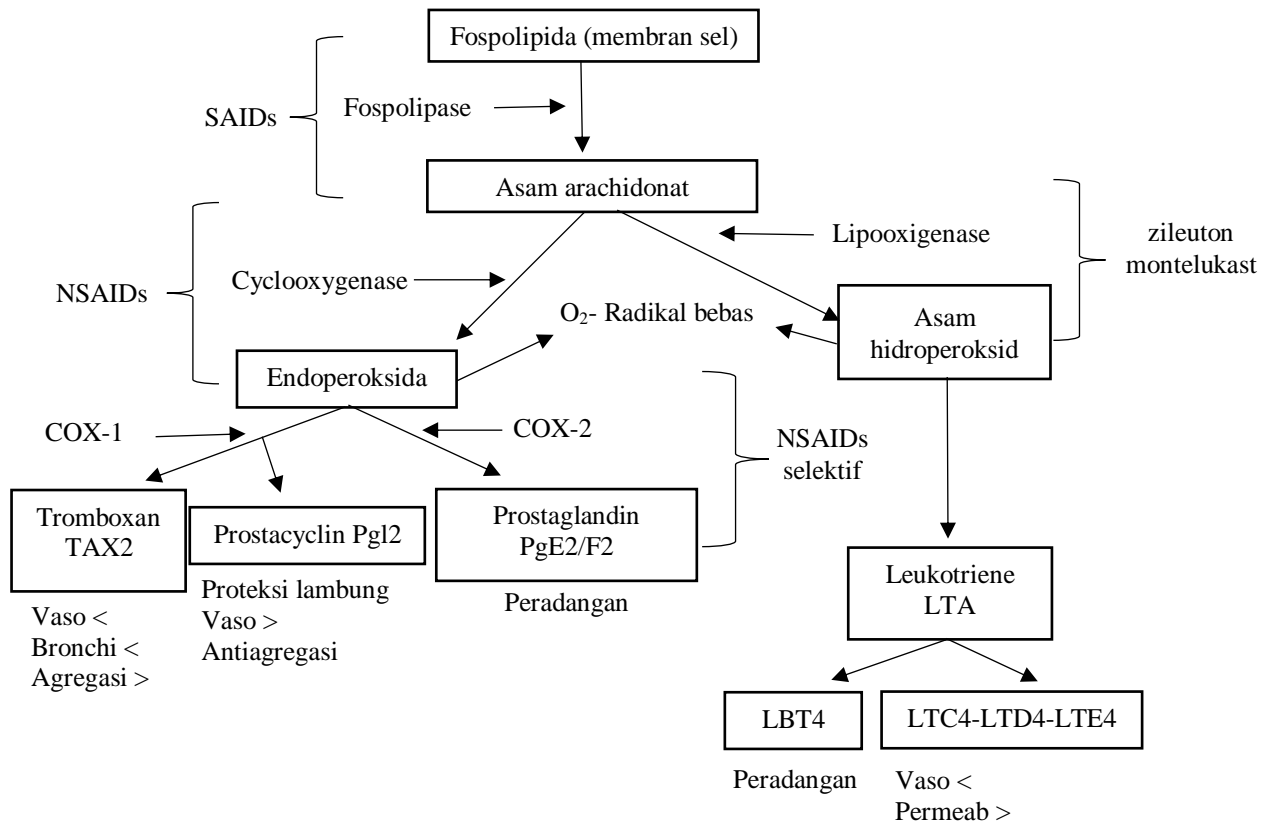 Fospolipida (membran sel)
SAIDs
Fospolipase
Asam arachidonat
NSAIDs
Cyclooxygenase
Lipooxigenase
zileuton
montelukast
O₂- Radikal bebas
Asam
hidroperoksid
Endoperoksida
COX-1
COX-2
NSAIDs
selektif
Tromboxan
TAX2
Prostacyclin Pgl2
Prostaglandin
PgE2/F2
Vaso <
Bronchi <
Agregasi >
Proteksi lambung
Vaso >
Antiagregasi
Peradangan
Leukotriene
LTA
LBT4
LTC4-LTD4-LTE4
Peradangan
Vaso <
Permeab >